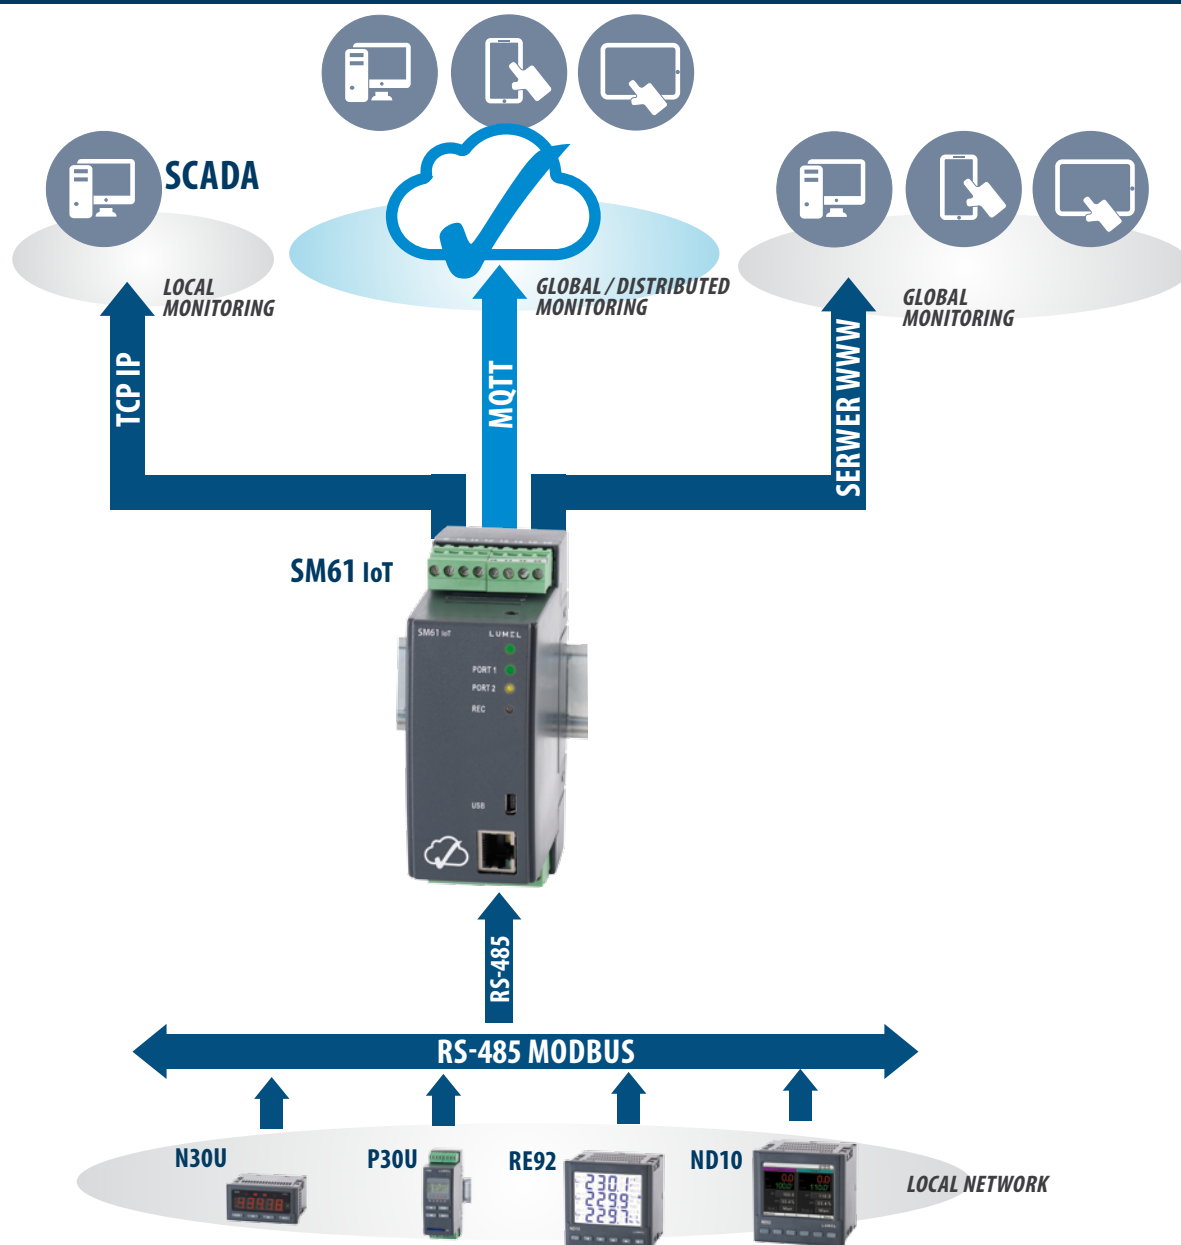 SCADA
LOCAL
MONITORING
GLOBAL / DISTRIBUTED
MONITORING
GLOBAL
MONITORING
TCP IP
MQTT
SERWER WWW
SM61 IoT
SM61 IoT LUMEL
PORT 1
PORT 2
REC
USB
RS-485
RS-485 MODBUS
N30U
P30U
RE92
ND10
LOCAL NETWORK